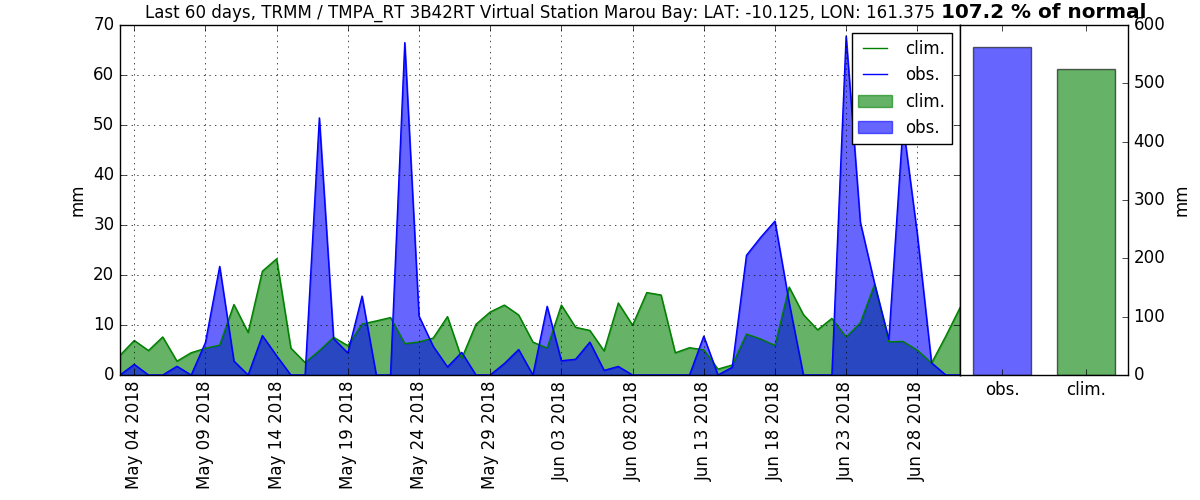 Last 60 days, TRMM / TMPA_RT 3B42RT Virtual Station Marou Bay: LAT: -10.125, LON: 161.375 107.2 % of normal
70
60
50
40
30
20
10
0
mm
clim.
obs.
clim.
obs.
May 04 2018
May 09 2018
May 14 2018
May 19 2018
May 24 2018
May 29 2018
Jun 03 2018
Jun 08 2018
Jun 13 2018
Jun 18 2018
Jun 23 2018
Jun 28 2018
600
500
400
300
200
100
0
mm
obs. clim.